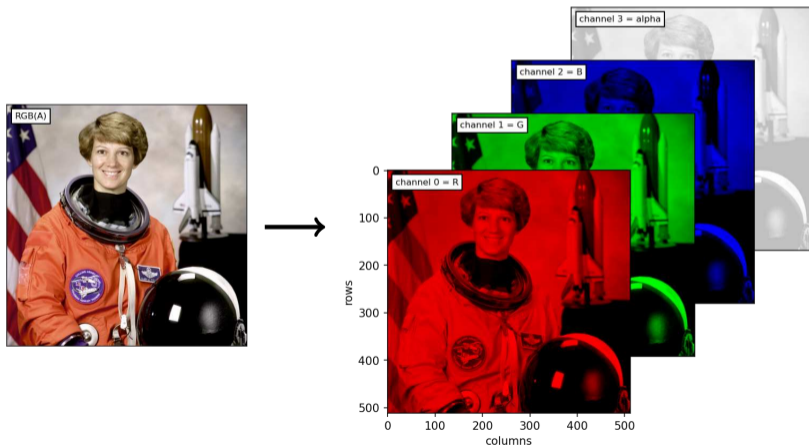 channel 3 = alpha
channel 2 = B
RGB(A)
channel 1 = G
channel 0 = R
0
100
200
300
400
500
rows
0 100 200 300 400 500
columns